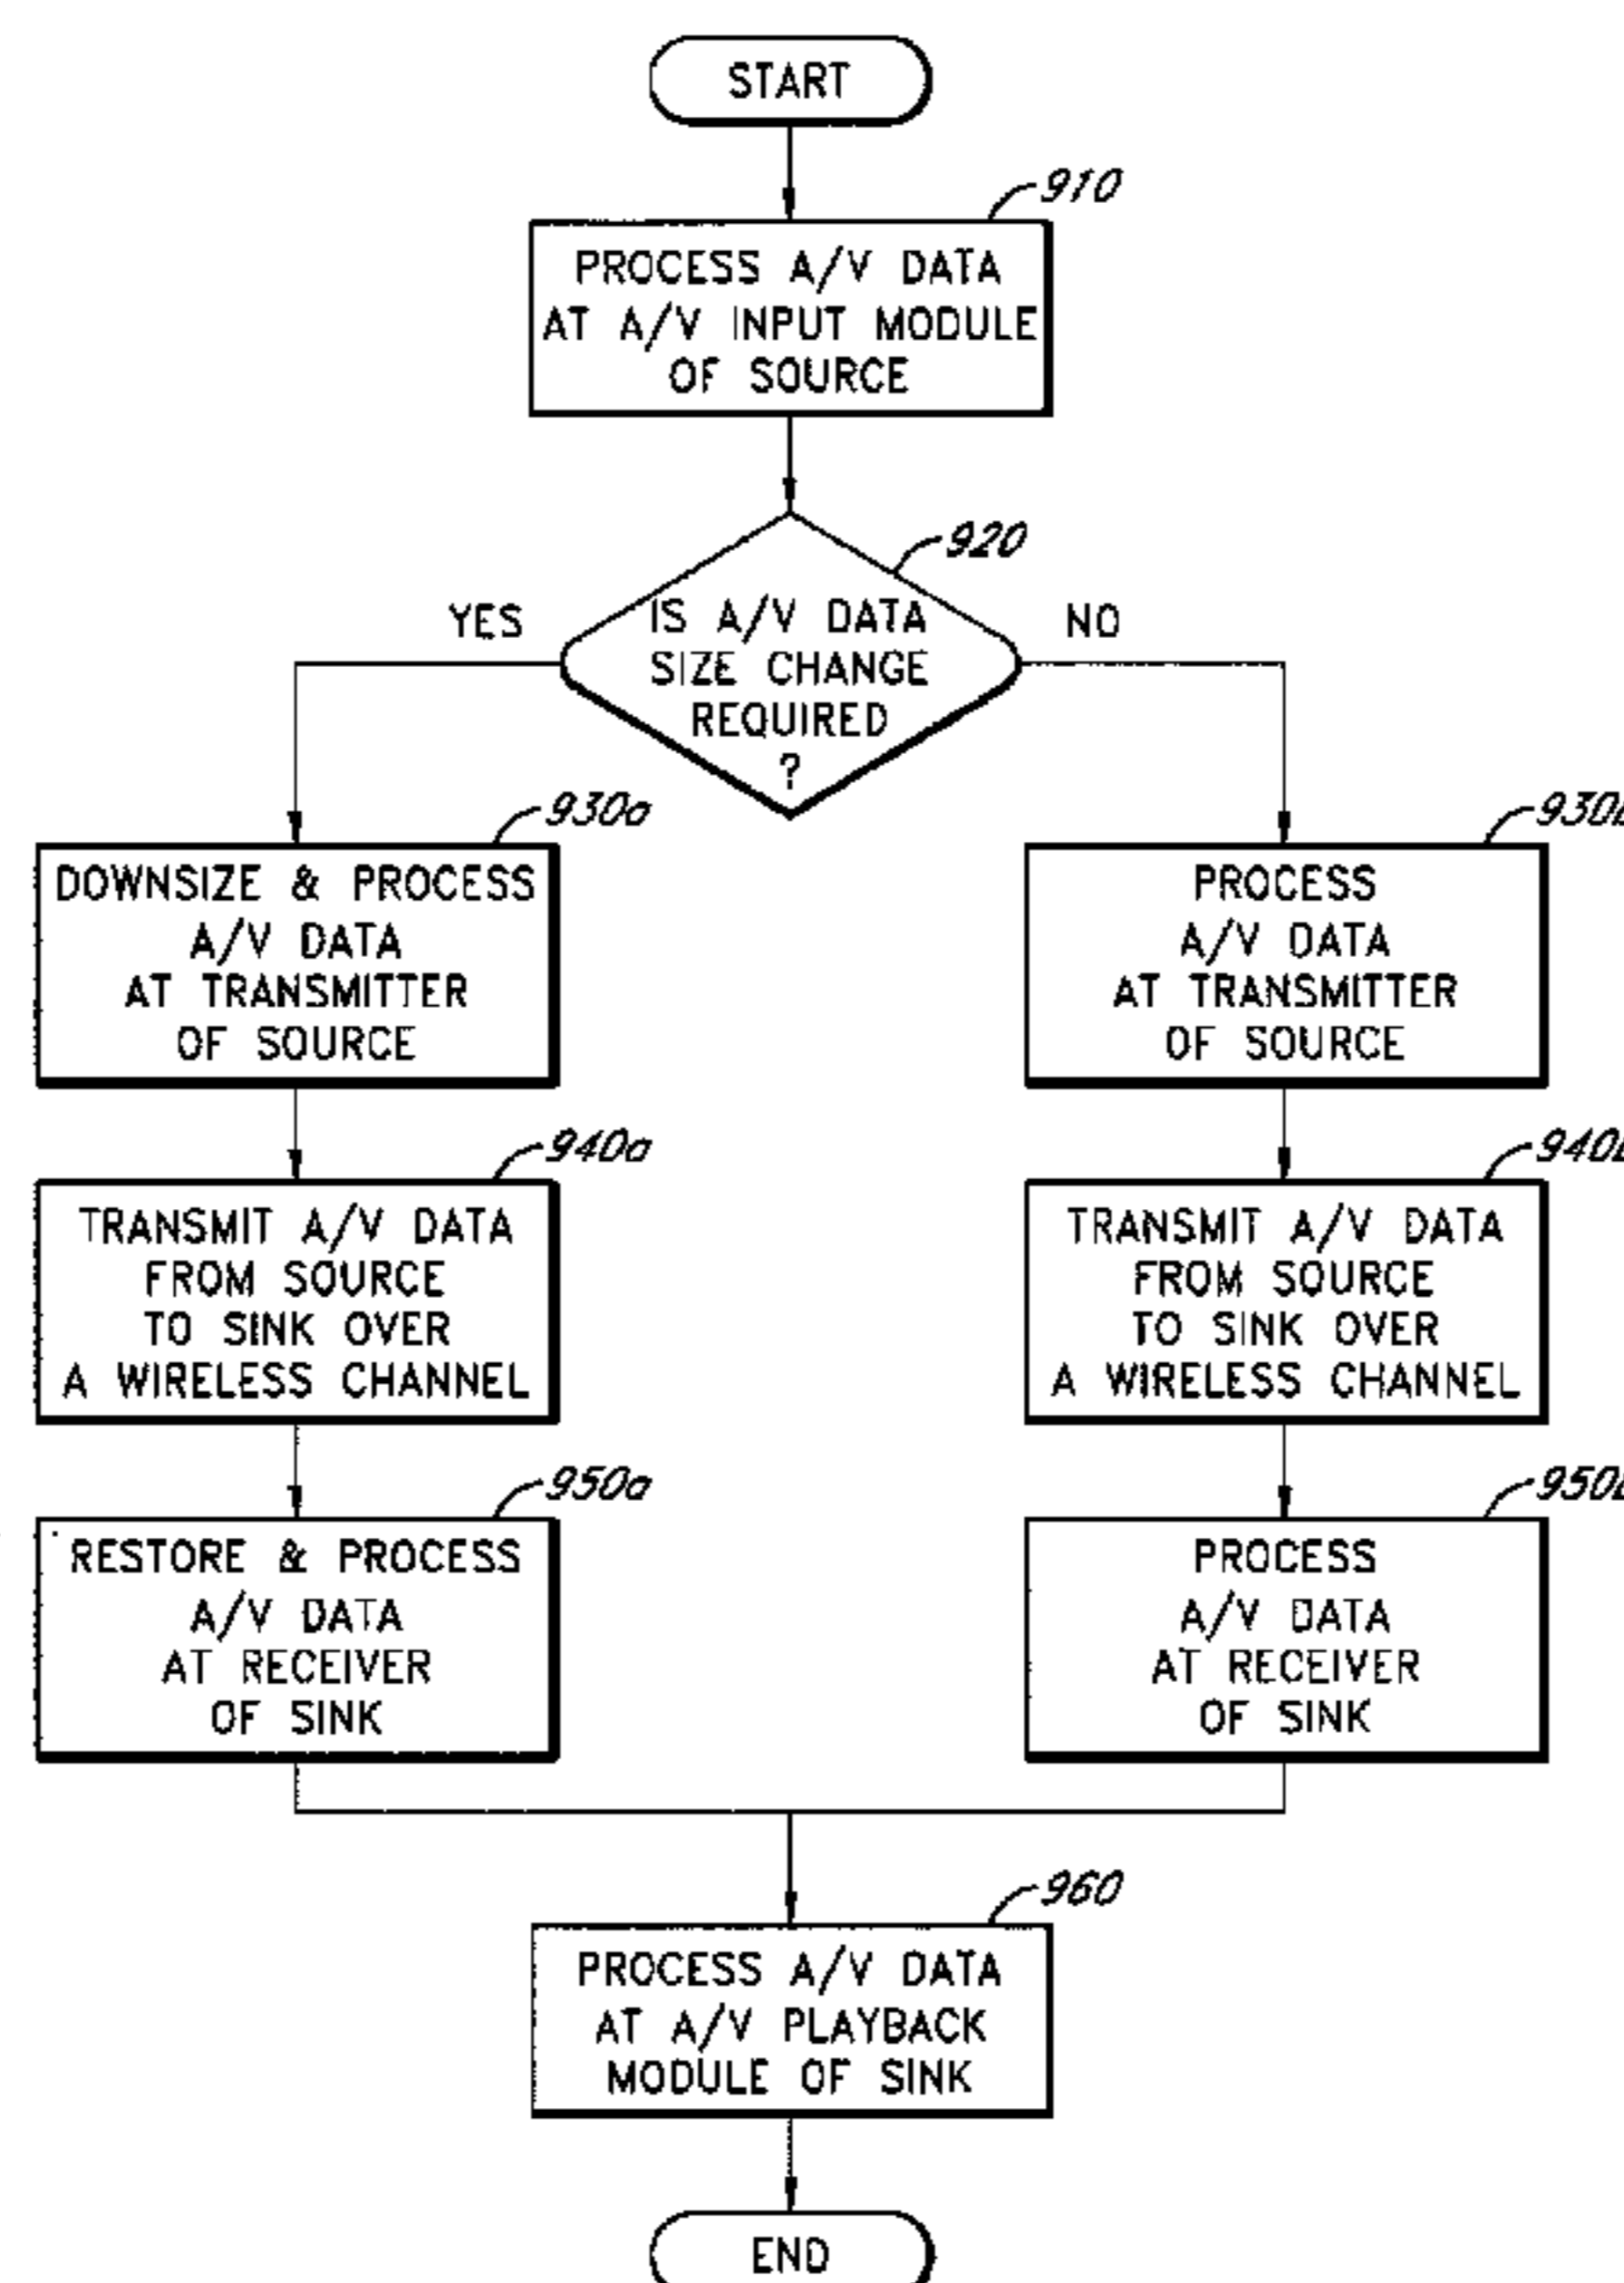 START
910
PROCESS A/V DATA
AT A/V INPUT MODULE
OF SOURCE
920
IS A/V DATA
SIZE CHANGE
REQUIRED
?
YES
NO
930a
DOWNSIZE & PROCESS
A/V DATA
AT TRANSMITTER
OF SOURCE
930b
PROCESS
A/V DATA
AT TRANSMITTER
OF SOURCE
940a
TRANSMIT A/V DATA
FROM SOURCE
TO SINK OVER
A WIRELESS CHANNEL
940b
TRANSMIT A/V DATA
FROM SOURCE
TO SINK OVER
A WIRELESS CHANNEL
950a
RESTORE & PROCESS
A/V DATA
AT RECEIVER
OF SINK
950b
PROCESS
A/V DATA
AT RECEIVER
OF SINK
960
PROCESS A/V DATA
AT A/V PLAYBACK
MODULE OF SINK
END